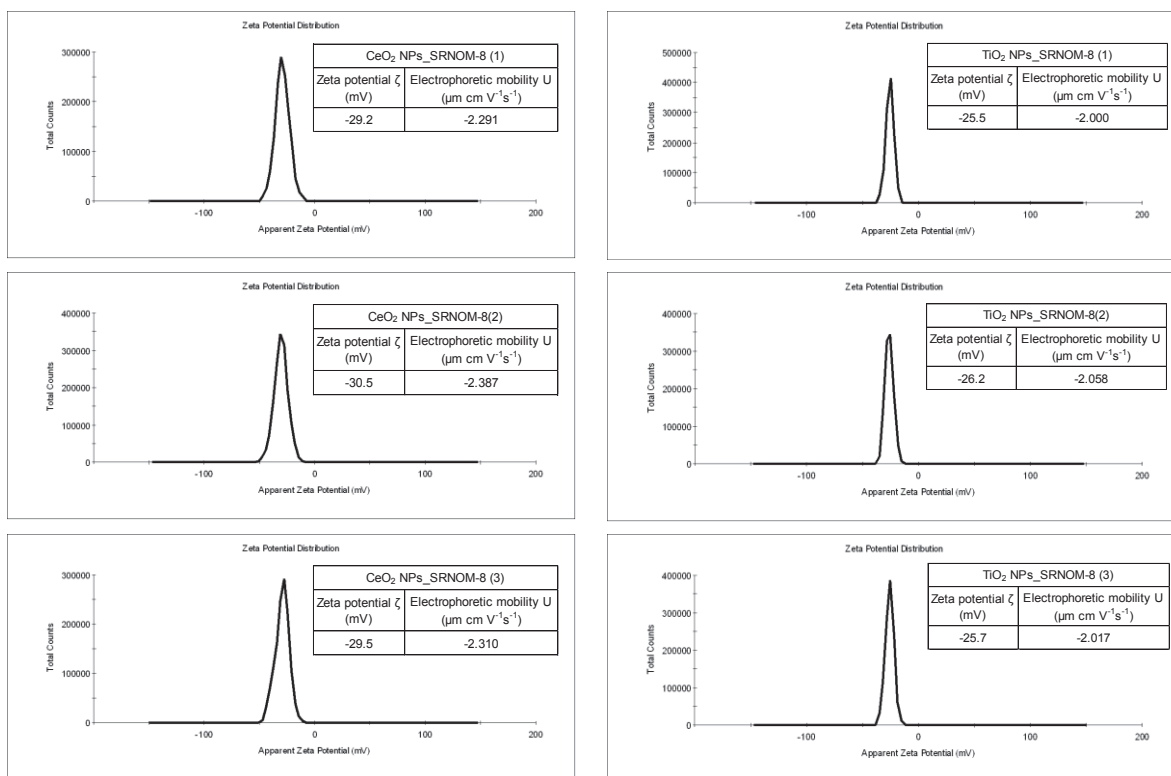 Zeta Potential Distribution
CeO₂ NPs_SRNOM-8 (1)
Zeta potential ζ (mV)
Electrophoretic mobility U (µm cm V⁻¹s⁻¹)
-29.2
-2.291
Total Counts
300000
200000
100000
0
-100
0
100
200
Apparent Zeta Potential (mV)
Zeta Potential Distribution
TiO₂ NPs_SRNOM-8 (1)
Zeta potential ζ (mV)
Electrophoretic mobility U (µm cm V⁻¹s⁻¹)
-25.5
-2.000
Total Counts
500000
400000
300000
200000
100000
0
-100
0
100
200
Apparent Zeta Potential (mV)
Zeta Potential Distribution
CeO₂ NPs_SRNOM-8(2)
Zeta potential ζ (mV)
Electrophoretic mobility U (µm cm V⁻¹s⁻¹)
-30.5
-2.387
Total Counts
400000
300000
200000
100000
0
-100
0
100
200
Apparent Zeta Potential (mV)
Zeta Potential Distribution
TiO₂ NPs_SRNOM-8(2)
Zeta potential ζ (mV)
Electrophoretic mobility U (µm cm V⁻¹s⁻¹)
-26.2
-2.058
Total Counts
400000
300000
200000
100000
0
-100
0
100
200
Apparent Zeta Potential (mV)
Zeta Potential Distribution
CeO₂ NPs_SRNOM-8 (3)
Zeta potential ζ (mV)
Electrophoretic mobility U (µm cm V⁻¹s⁻¹)
-29.5
-2.310
Total Counts
300000
200000
100000
0
-100
0
100
200
Apparent Zeta Potential (mV)
Zeta Potential Distribution
TiO₂ NPs_SRNOM-8 (3)
Zeta potential ζ (mV)
Electrophoretic mobility U (µm cm V⁻¹s⁻¹)
-25.7
-2.017
Total Counts
400000
300000
200000
100000
0
-100
0
100
200
Apparent Zeta Potential (mV)